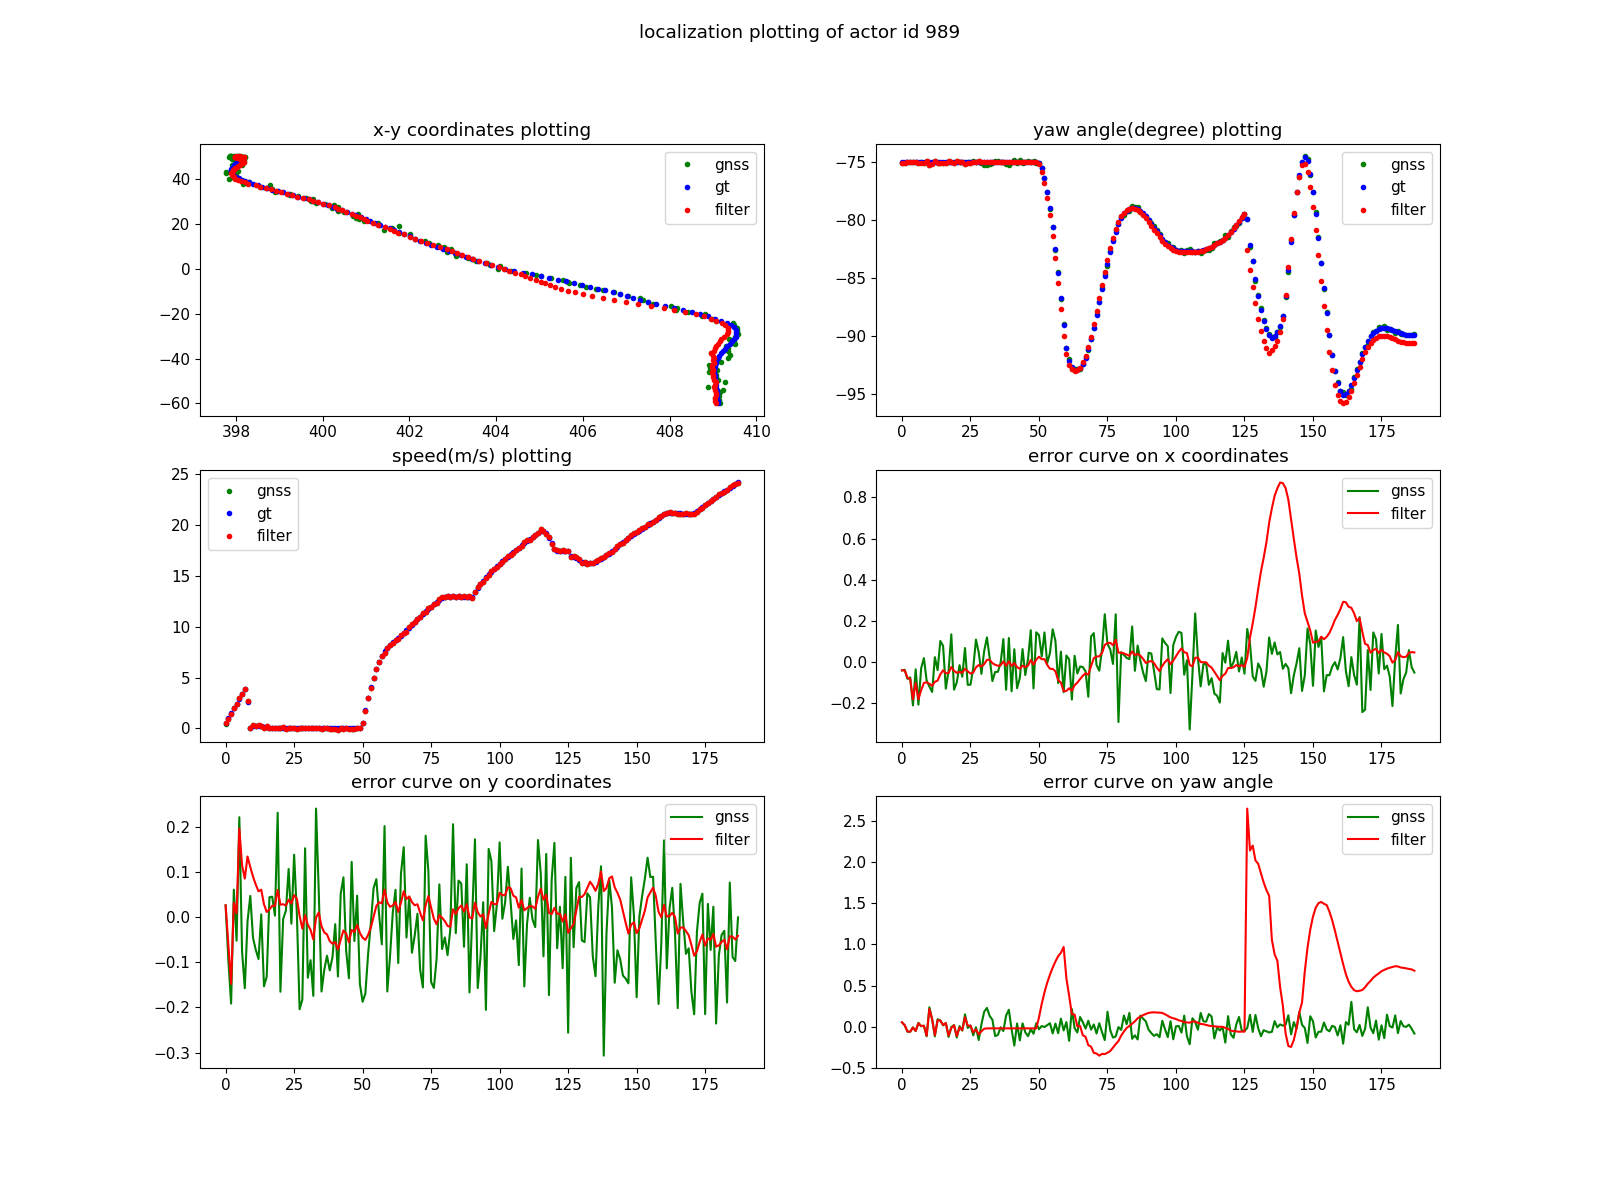 localization plotting of actor id 989
x-y coordinates plotting
40
20
0
−20
−40
−60
398 400 402 404 406 408 410
gnss
gt
filter
yaw angle(degree) plotting
−75
−80
−85
−90
−95
0 25 50 75 100 125 150 175
gnss
gt
filter
speed(m/s) plotting
25
20
15
10
5
0
0 25 50 75 100 125 150 175
gnss
gt
filter
error curve on x coordinates
0.8
0.6
0.4
0.2
0.0
−0.2
0 25 50 75 100 125 150 175
gnss
filter
error curve on y coordinates
0.2
0.1
0.0
−0.1
−0.2
−0.3
0 25 50 75 100 125 150 175
gnss
filter
error curve on yaw angle
2.5
2.0
1.5
1.0
0.5
0.0
−0.5
0 25 50 75 100 125 150 175
gnss
filter